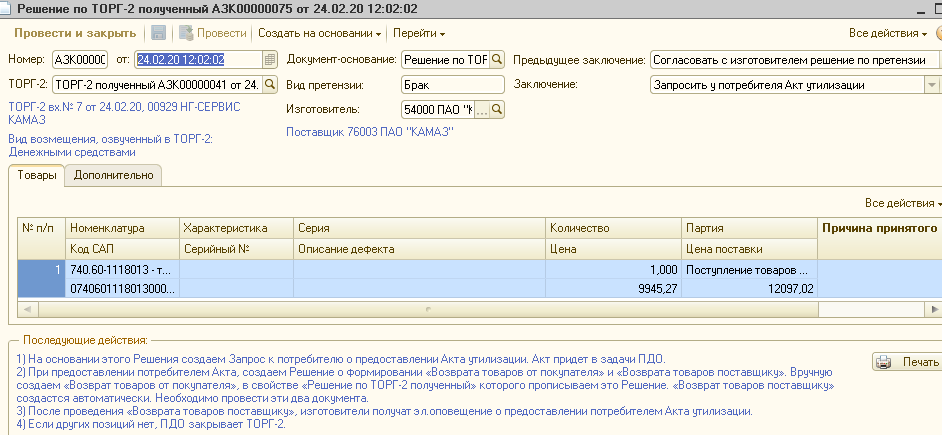 Решение по ТОРГ-2 полученный АЗК00000075 от 24.02.20 12:02:02
Провести и закрыть Провести Создать на основании Перейти Все действия
Номер: АЗК00000 от: 24.02.20 12:02:02 Документ-основание: Решение по ТОР Предыдущее заключение: Согласовать с изготовителем решение по претензии
ТОРГ-2: ТОРГ-2 полученный АЗК00000041 от 24. Вид претензии: Брак Заключение: Запросить у потребителя Акт утилизации
ТОРГ-2 вх.№ 7 от 24.02.20, 00929 НГ-СЕРВИС
КАМАЗ
Изготовитель: 54000 ПАО "К ...
Поставщик 76003 ПАО "КАМАЗ"
Вид возмещения, озвученный в ТОРГ-2:
Денежными средствами
Товары Дополнительно
Все действия
№ п/п Номенклатура Характеристика Серия Количество Партия Причина принятого
Код САП Серийный № Описание дефекта Цена Цена поставки
1 740.60-1118013 - т... 1,000 Поступление товаров ...
0740601118013000... 9945,27 12097,02
Последующие действия:
1) На основании этого Решения создаем Запрос к потребителю о предоставлении Акта утилизации. Акт придет в задачи ПДО.
Печать
2) При предоставлении потребителем Акта, создаем Решение о формировании «Возврата товаров от покупателя» и «Возврата товаров поставщику». Вручную
создаем «Возврат товаров от покупателя», в свойстве «Решение по ТОРГ-2 полученный» которого прописываем это Решение. «Возврат товаров поставщику»
создастся автоматически. Необходимо провести эти два документа.
3) После проведения «Возврата товаров поставщику», изготовители получат эл.оповещение о предоставлении потребителем Акта утилизации.
4) Если других позиций нет, ПДО закрывает ТОРГ-2.